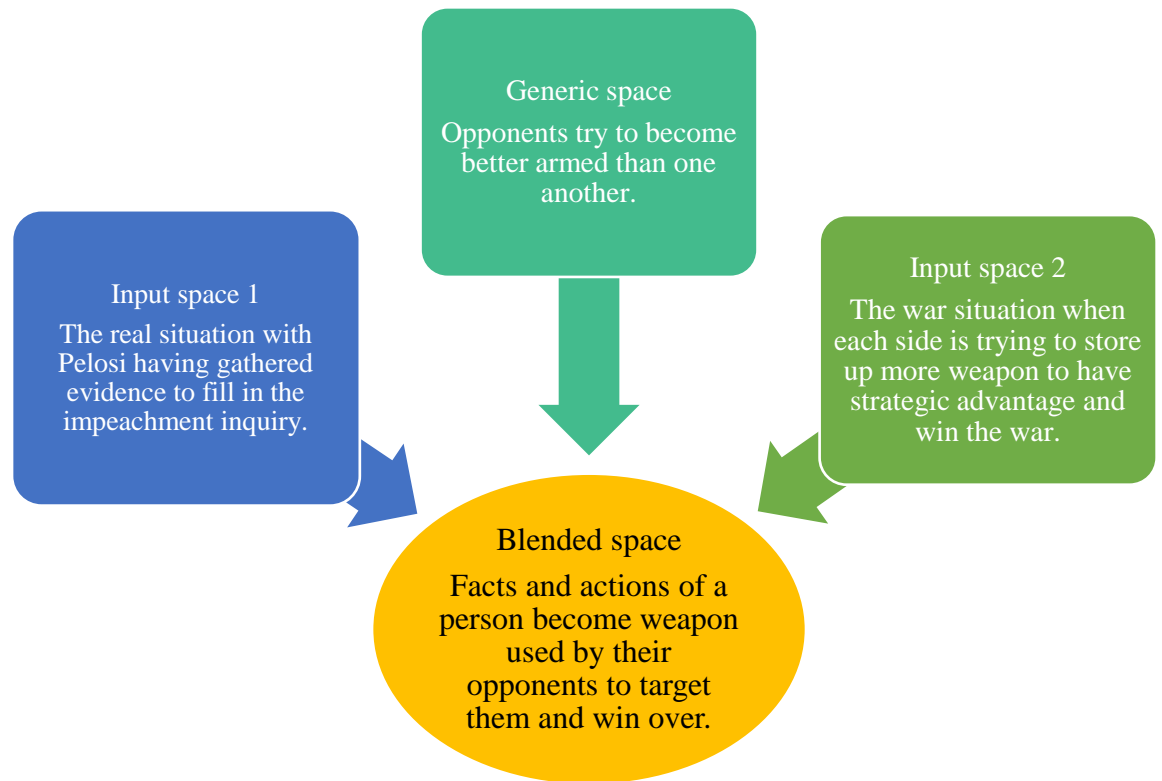 Generic space
Opponents try to become
better armed than one
another.
Input space 1
The real situation with
Pelosi having gathered
evidence to fill in the
impeachment inquiry.
Input space 2
The war situation when
each side is trying to store
up more weapon to have
strategic advantage and
win the war.
Blended space
Facts and actions of a
person become weapon
used by their
opponents to target
them and win over.